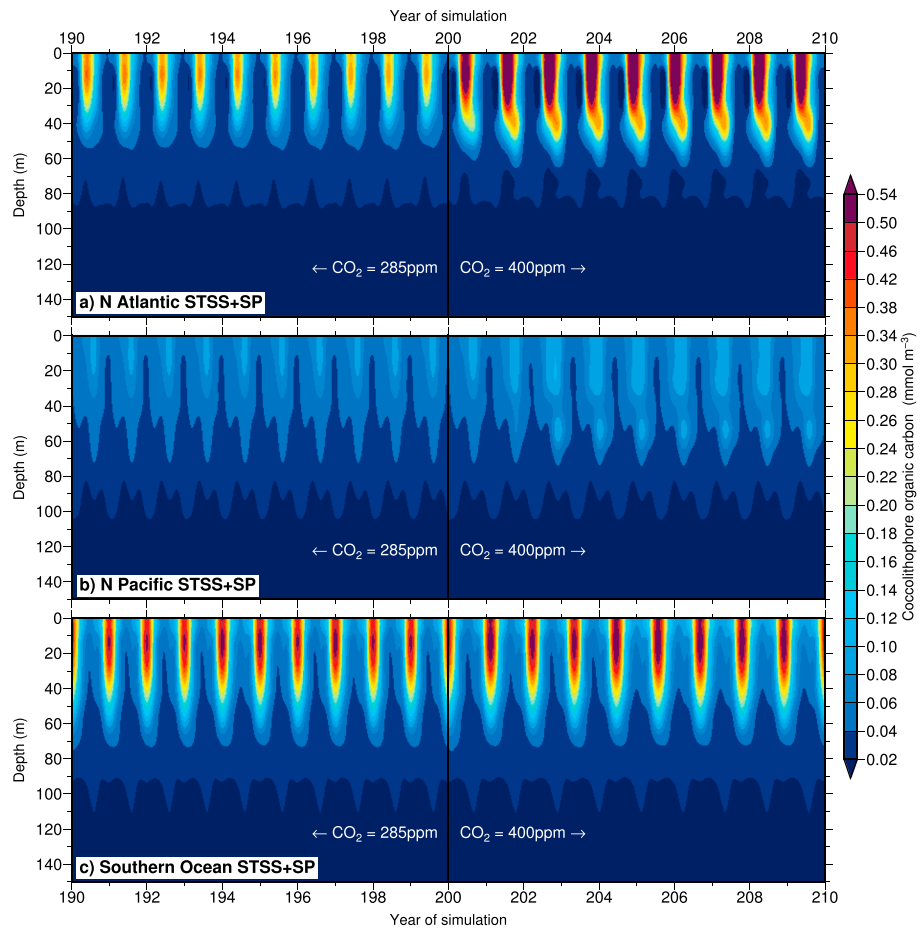 Year of simulation
190 192 194 196 198 200 202 204 206 208 210
0
20
40
60
80
100
120
140
Depth (m)
← CO₂ = 285ppm
CO₂ = 400ppm →
a) N Atlantic STSS+SP
0
20
40
60
80
100
120
140
Depth (m)
← CO₂ = 285ppm
CO₂ = 400ppm →
b) N Pacific STSS+SP
0
20
40
60
80
100
120
140
Depth (m)
← CO₂ = 285ppm
CO₂ = 400ppm →
c) Southern Ocean STSS+SP
190 192 194 196 198 200 202 204 206 208 210
Year of simulation
0.54
0.50
0.46
0.42
0.38
0.34
0.30
0.28
0.26
0.24
0.22
0.20
0.18
0.16
0.14
0.12
0.10
0.08
0.06
0.04
0.02
Coccolithophore organic carbon (mmol m⁻³)